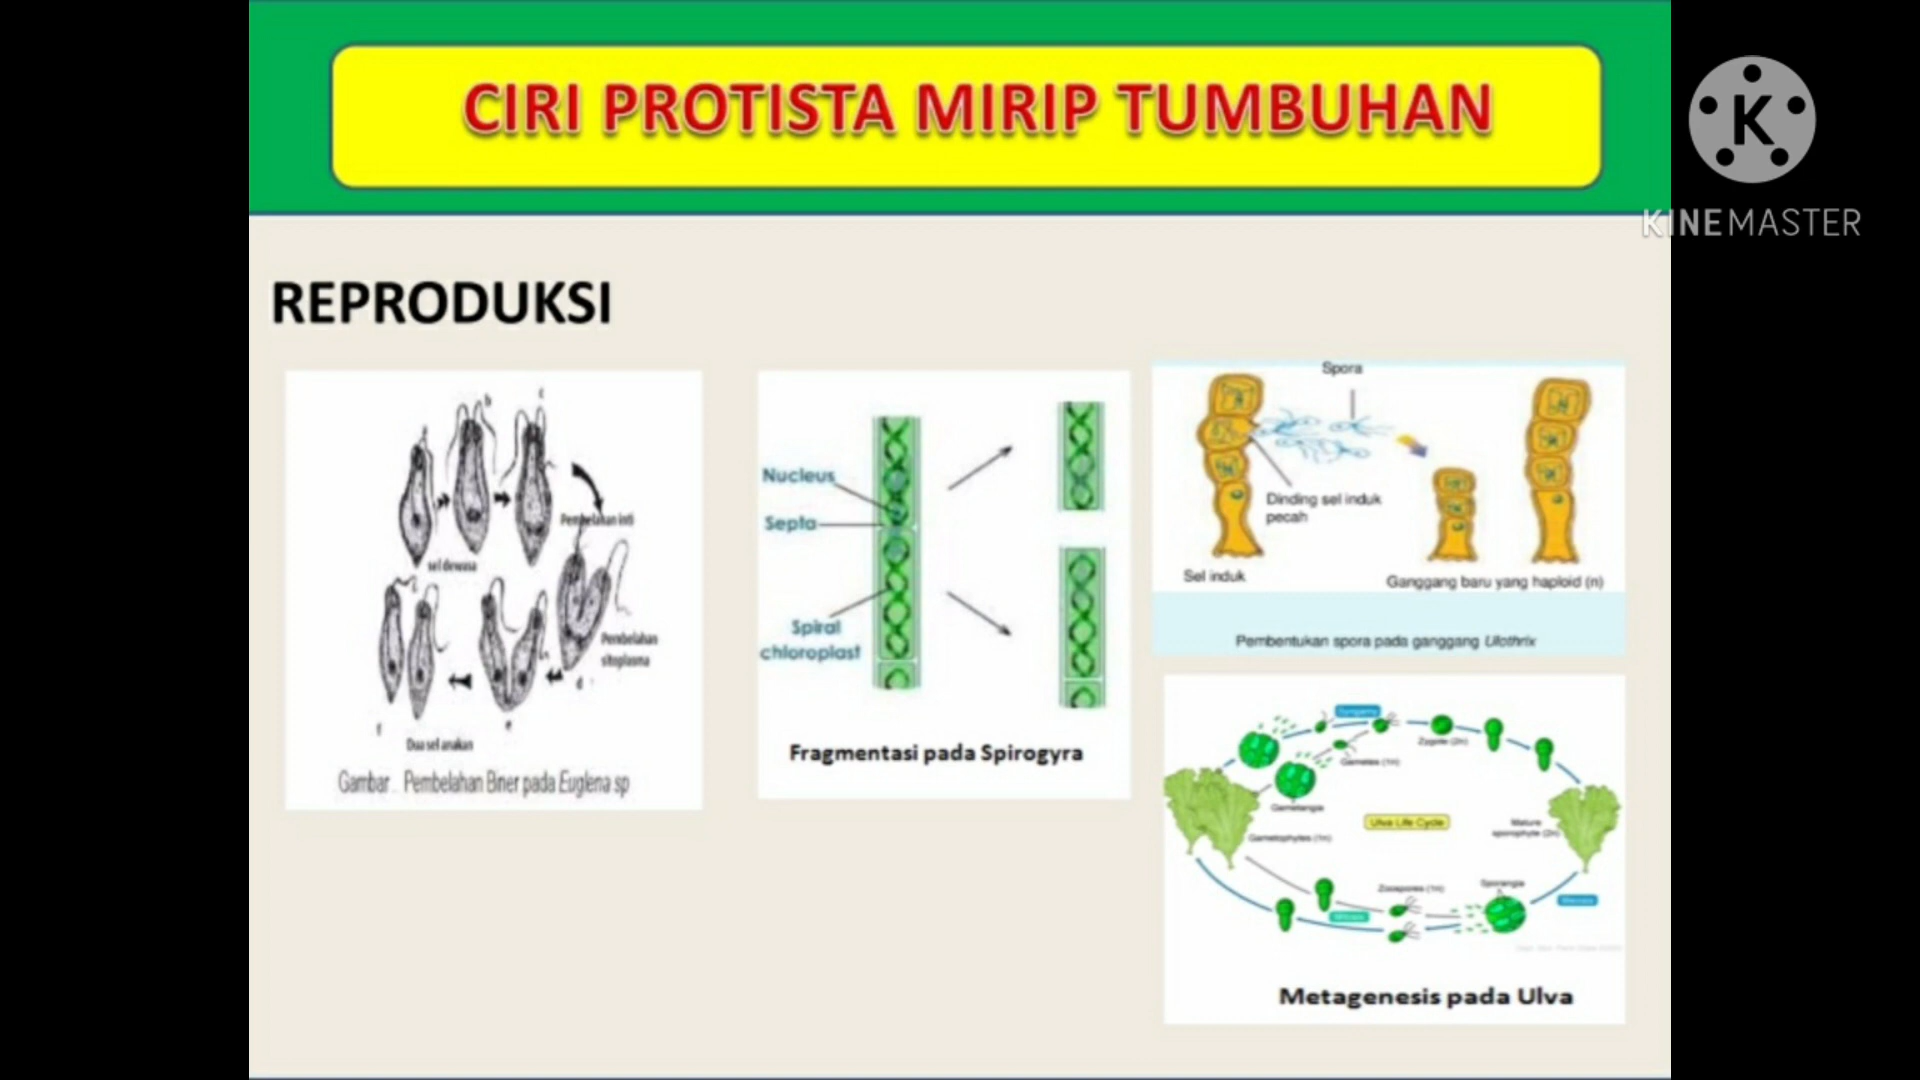 CIRI PROTISTA MIRIP TUMBUHAN
KINEMASTER
REPRODUKSI
b
c
Pembelahan inti
sel dewasa
Pembelahan
sitoplasma
d
f
e
Dua sel anakan
Gambar . Pembelahan Biner pada Euglena sp
Nucleus
Septa
Spiral
chloroplast
Fragmentasi pada Spirogyra
Spora
Dinding sel induk
pecah
Sel induk
Ganggang baru yang haploid (n)
Pembentukan spora pada ganggang Ulothrix
Zygote (2n)
Gametes (1n)
Gametangia
Ulva Life Cycle
Mature
sporophyte (2n)
Gametophytes (1n)
Zoospores (1n)
Sporangia
Metagenesis pada Ulva